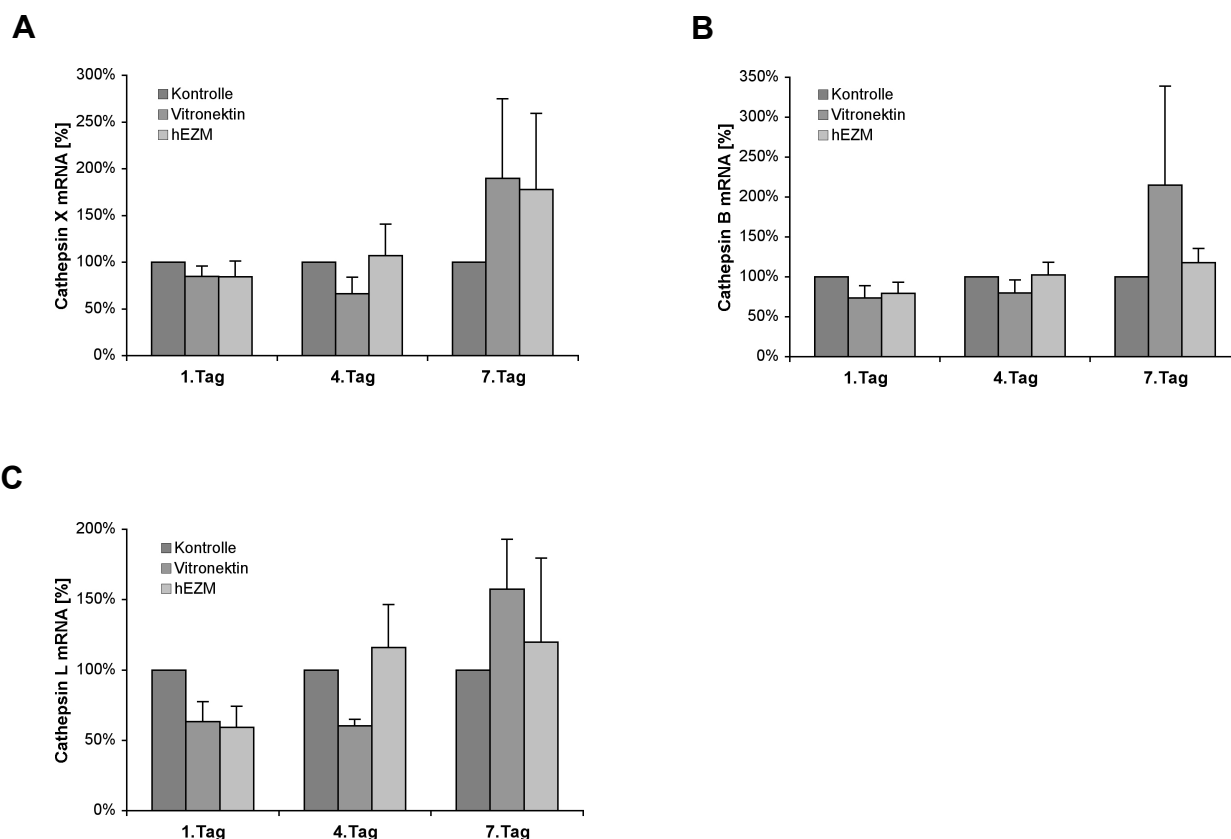 A
Cathepsin X mRNA [%]
300%
250%
200%
150%
100%
50%
0%
Kontrolle
Vitronektin
hEZM
1.Tag 4.Tag 7.Tag
B
Cathepsin B mRNA [%]
350%
300%
250%
200%
150%
100%
50%
0%
Kontrolle
Vitronektin
hEZM
1.Tag 4.Tag 7.Tag
C
Cathepsin L mRNA [%]
200%
150%
100%
50%
0%
Kontrolle
Vitronektin
hEZM
1.Tag 4.Tag 7.Tag